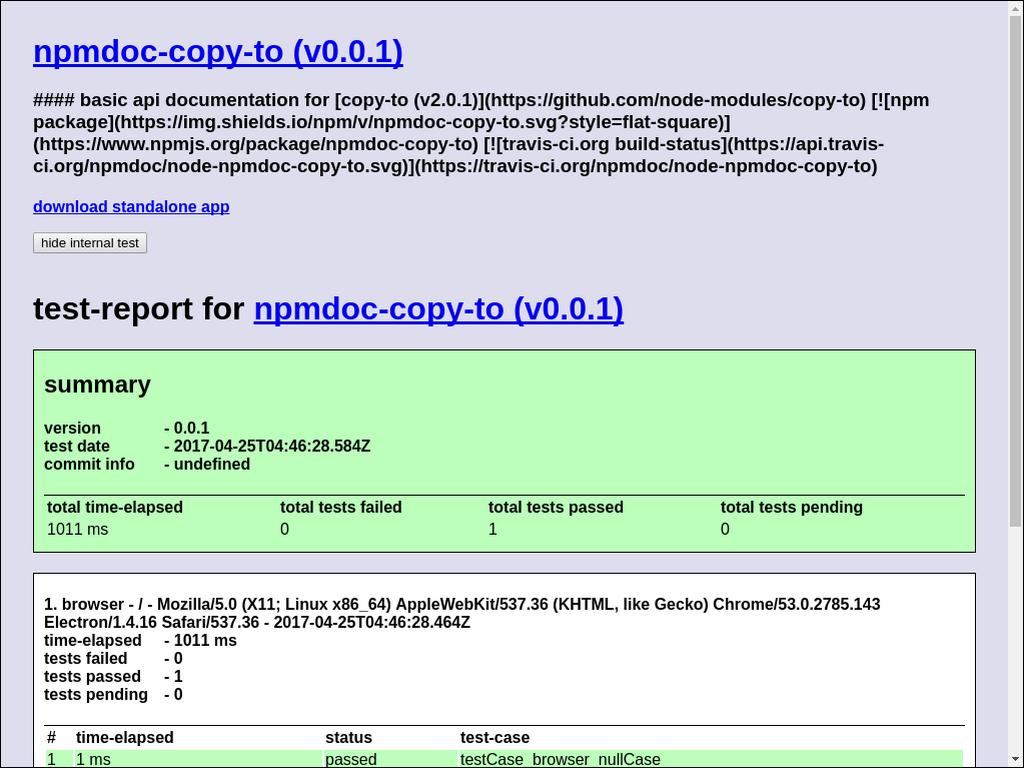 npmdoc-copy-to (v0.0.1)
#### basic api documentation for [copy-to (v2.0.1)](https://github.com/node-modules/copy-to) [![npm
package](https://img.shields.io/npm/v/npmdoc-copy-to.svg?style=flat-square)]
(https://www.npmjs.org/package/npmdoc-copy-to) [![travis-ci.org build-status](https://api.travis-
ci.org/npmdoc/node-npmdoc-copy-to.svg)](https://travis-ci.org/npmdoc/node-npmdoc-copy-to)
download standalone app
hide internal test
test-report for npmdoc-copy-to (v0.0.1)
summary
version - 0.0.1
test date - 2017-04-25T04:46:28.584Z
commit info - undefined
total time-elapsed total tests failed total tests passed total tests pending
1011 ms 0 1 0
1. browser - / - Mozilla/5.0 (X11; Linux x86_64) AppleWebKit/537.36 (KHTML, like Gecko) Chrome/53.0.2785.143
Electron/1.4.16 Safari/537.36 - 2017-04-25T04:46:28.464Z
time-elapsed - 1011 ms
tests failed - 0
tests passed - 1
tests pending - 0
# time-elapsed status test-case
1 1 ms passed testCase_browser_nullCase